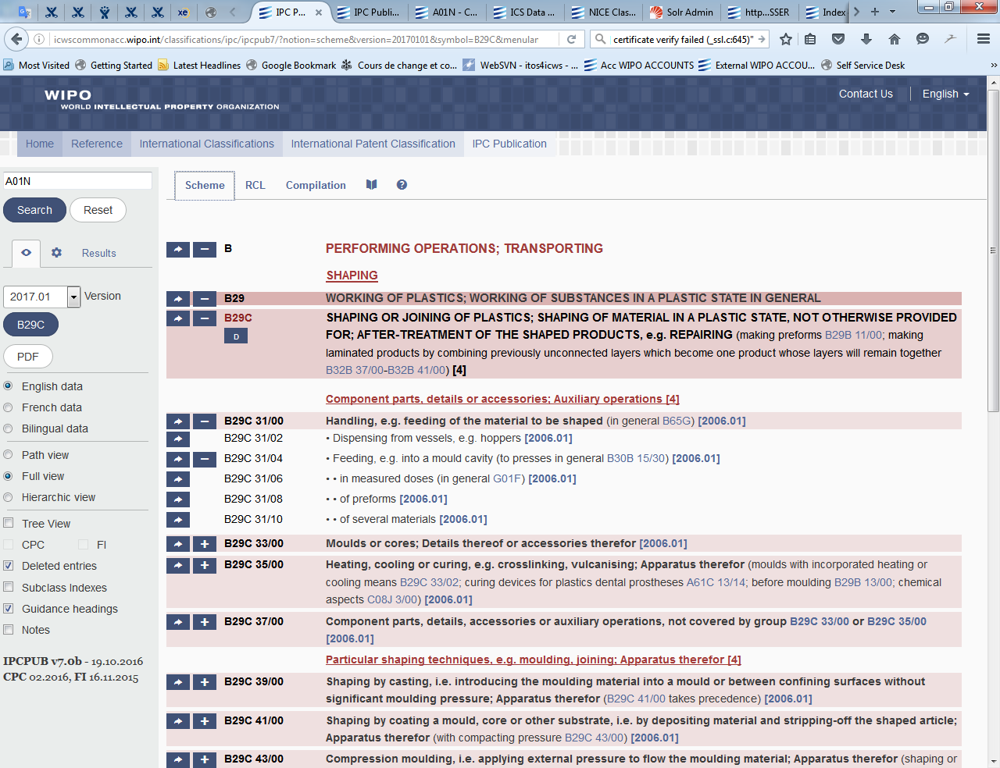 IPC P...
IPC Publi...
A01N - C...
ICS Data ...
NICE Clas...
Solr Admin
http...SSER
Index
icwscommonacc.wipo.int/classifications/ipc/ipcpub7/?notion=scheme&version=20170101&symbol=B29C&menular
certificate verify failed (_ssl.c:645)"
Most Visited
Getting Started
Latest Headlines
Google Bookmark
Cours de change et co...
WebSVN - itos4icws - ...
Acc WIPO ACCOUNTS
External WIPO ACCOU...
Self Service Desk
WIPO
WORLD INTELLECTUAL PROPERTY ORGANIZATION
Contact Us
English
Home
Reference
International Classifications
International Patent Classification
IPC Publication
A01N
Search
Reset
Results
2017.01
Version
B29C
PDF
English data
French data
Bilingual data
Path view
Full view
Hierarchic view
Tree View
CPC FI
Deleted entries
Subclass Indexes
Guidance headings
Notes
IPCPUB v7.0b - 19.10.2016
CPC 02.2016, FI 16.11.2015
Scheme
RCL
Compilation
B PERFORMING OPERATIONS; TRANSPORTING
SHAPING
B29 WORKING OF PLASTICS; WORKING OF SUBSTANCES IN A PLASTIC STATE IN GENERAL
B29C SHAPING OR JOINING OF PLASTICS; SHAPING OF MATERIAL IN A PLASTIC STATE, NOT OTHERWISE PROVIDED
D FOR; AFTER-TREATMENT OF THE SHAPED PRODUCTS, e.g. REPAIRING (making preforms B29B 11/00; making
laminated products by combining previously unconnected layers which become one product whose layers will remain together
B32B 37/00-B32B 41/00) [4]
Component parts, details or accessories; Auxiliary operations [4]
B29C 31/00 Handling, e.g. feeding of the material to be shaped (in general B65G) [2006.01]
B29C 31/02 • Dispensing from vessels, e.g. hoppers [2006.01]
B29C 31/04 • Feeding, e.g. into a mould cavity (to presses in general B30B 15/30) [2006.01]
B29C 31/06 • • in measured doses (in general G01F) [2006.01]
B29C 31/08 • • of preforms [2006.01]
B29C 31/10 • • of several materials [2006.01]
B29C 33/00 Moulds or cores; Details thereof or accessories therefor [2006.01]
B29C 35/00 Heating, cooling or curing, e.g. crosslinking, vulcanising; Apparatus therefor (moulds with incorporated heating or
cooling means B29C 33/02; curing devices for plastics dental prostheses A61C 13/14; before moulding B29B 13/00; chemical
aspects C08J 3/00) [2006.01]
B29C 37/00 Component parts, details, accessories or auxiliary operations, not covered by group B29C 33/00 or B29C 35/00
[2006.01]
Particular shaping techniques, e.g. moulding, joining; Apparatus therefor [4]
B29C 39/00 Shaping by casting, i.e. introducing the moulding material into a mould or between confining surfaces without
significant moulding pressure; Apparatus therefor (B29C 41/00 takes precedence) [2006.01]
B29C 41/00 Shaping by coating a mould, core or other substrate, i.e. by depositing material and stripping-off the shaped article;
Apparatus therefor (with compacting pressure B29C 43/00) [2006.01]
B29C 43/00 Compression moulding, i.e. applying external pressure to flow the moulding material; Apparatus therefor (shaping or